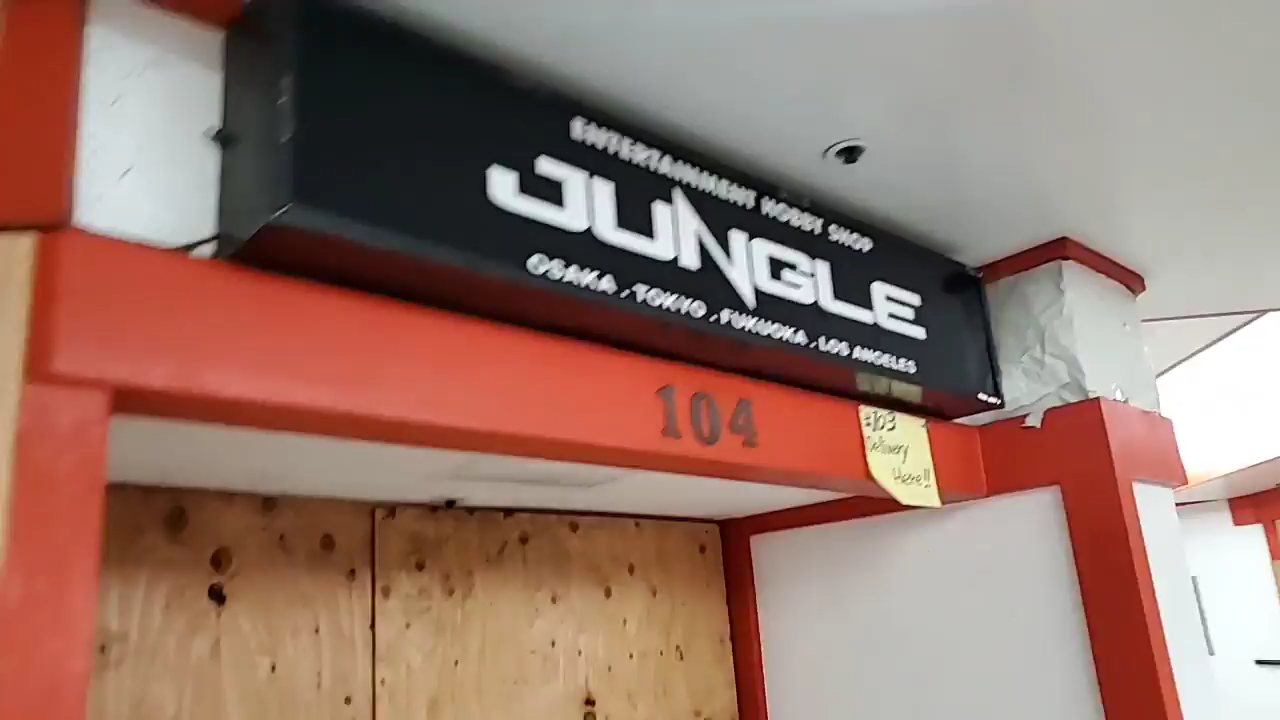 ENTERTAINMENT HOBBY SHOP
JUNGLE
OSAKA , TOKYO , FUKUOKA , LOS ANGELES
104
#103
Delivery
Here!!